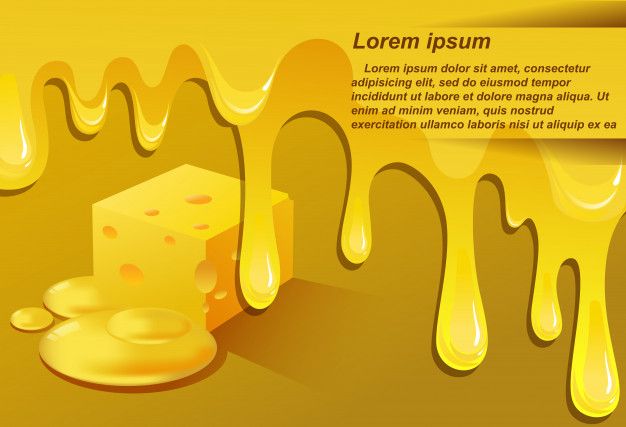 Lorem ipsum
Lorem ipsum dolor sit amet, consectetur
adipisicing elit, sed do eiusmod tempor
incididunt ut labore et dolore magna aliqua. Ut
enim ad minim veniam, quis nostrud
exercitation ullamco laboris nisi ut aliquip ex ea